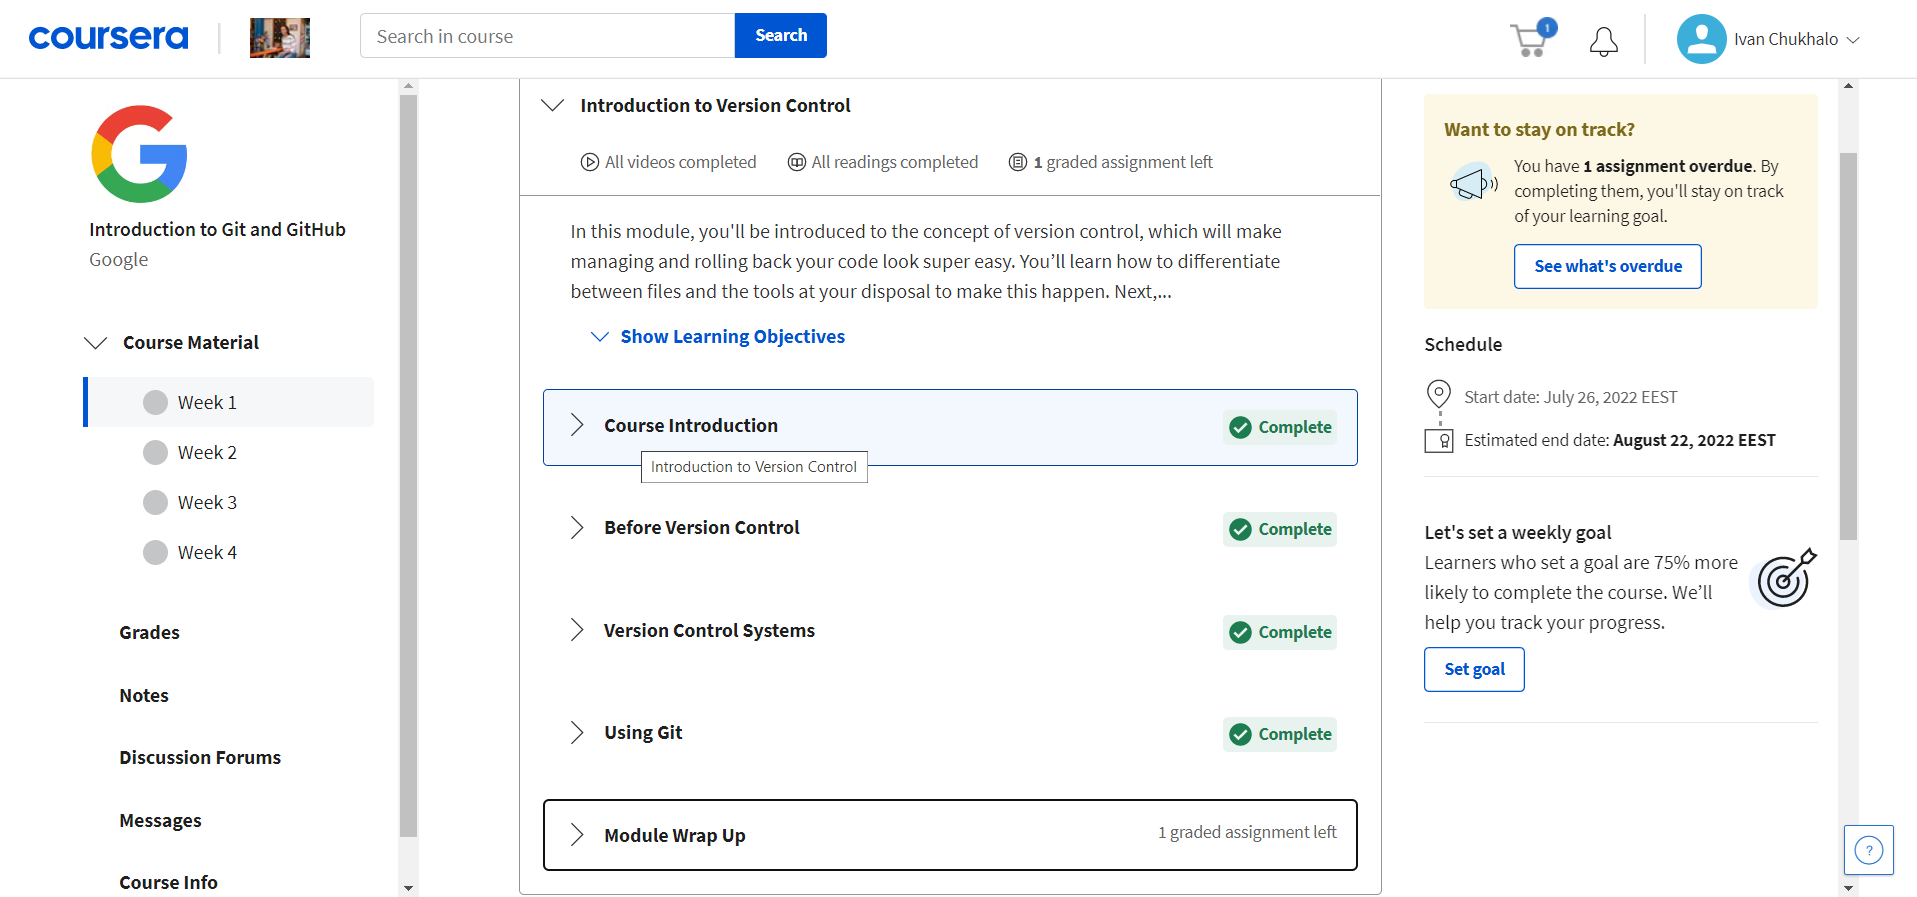 coursera
Search in course
Search
1
Ivan Chukhalo
Introduction to Git and GitHub
Google
Course Material
Week 1
Week 2
Week 3
Week 4
Grades
Notes
Discussion Forums
Messages
Course Info
Introduction to Version Control
All videos completed
All readings completed
1 graded assignment left
In this module, you'll be introduced to the concept of version control, which will make
managing and rolling back your code look super easy. You’ll learn how to differentiate
between files and the tools at your disposal to make this happen. Next,...
Show Learning Objectives
Course Introduction
Complete
Introduction to Version Control
Before Version Control
Complete
Version Control Systems
Complete
Using Git
Complete
Module Wrap Up
1 graded assignment left
Want to stay on track?
You have 1 assignment overdue. By
completing them, you'll stay on track
of your learning goal.
See what's overdue
Schedule
Start date: July 26, 2022 EEST
Estimated end date: August 22, 2022 EEST
Let's set a weekly goal
Learners who set a goal are 75% more
likely to complete the course. We’ll
help you track your progress.
Set goal
?